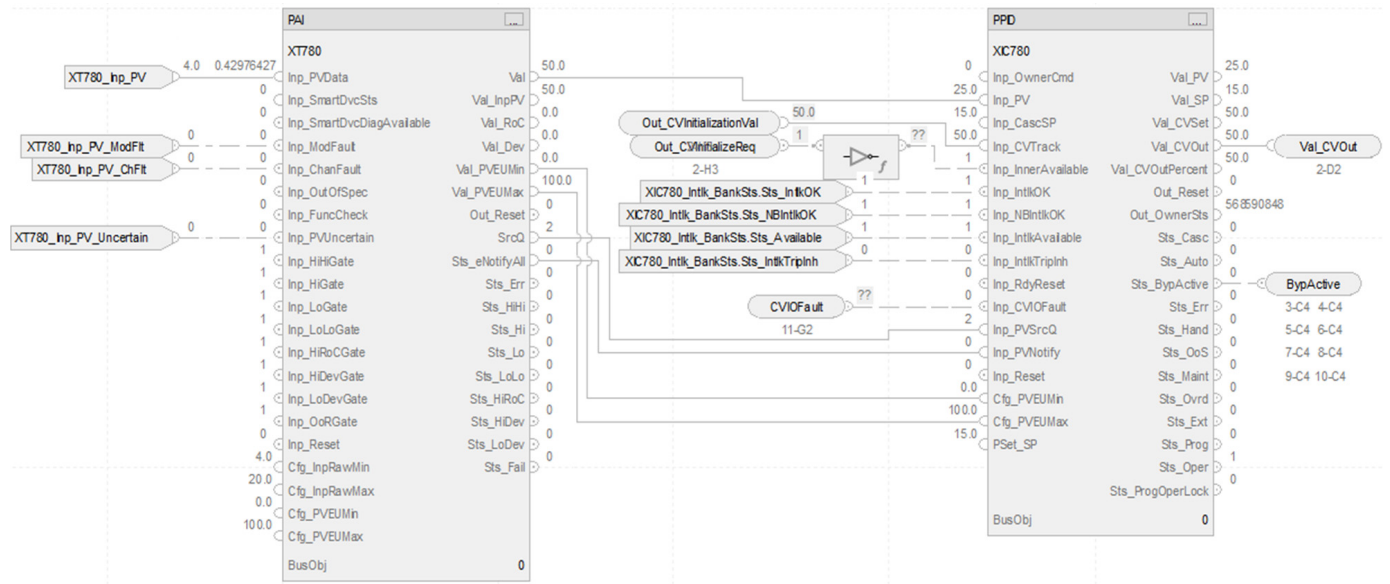 PAI ...
XT780
XT780_Inp_PV 4.0 0.42976427 Inp_PVData Val 50.0
0 Inp_SmartDvcSts Val_InpPV 50.0
0 Inp_SmartDvcDiagAvailable Val_RoC 0.0
XT780_Inp_PV_ModFlt 0 0 Inp_ModFault Val_Dev 0.0
XT780_Inp_PV_ChFlt 0 0 Inp_ChanFault Val_PVEUMin 0.0
0 Inp_OutOfSpec Val_PVEUMax 100.0
0 Inp_FuncCheck Out_Reset 0
XT780_Inp_PV_Uncertain 0 0 Inp_PVUncertain SrcQ 2
1 Inp_HiHiGate Sts_eNotifyAll 0
1 Inp_HiGate Sts_Err 0
1 Inp_LoGate Sts_HiHi 0
1 Inp_LoLoGate Sts_Hi 0
1 Inp_HiRoCGate Sts_Lo 0
1 Inp_HiDevGate Sts_LoLo 0
1 Inp_LoDevGate Sts_HiRoC 0
1 Inp_OoRGate Sts_HiDev 0
0 Inp_Reset Sts_LoDev 0
4.0 Cfg_InpRawMin Sts_Fail 0
20.0 Cfg_InpRawMax
0.0 Cfg_PVEUMin
100.0 Cfg_PVEUMax
BusObj 0
Out_CVInitializationVal 50.0
1 ??
2-H3
XIC780_Intlk_BankSts.Sts_IntlkOK 1
XIC780_Intlk_BankSts.Sts_NBIntlkOK 1
XIC780_Intlk_BankSts.Sts_Available 1
XIC780_Intlk_BankSts.Sts_IntlkTripInh 0
CVIOFault ??
11-G2
PPID ...
XIC780
0 Inp_OwnerCmd Val_PV 25.0
25.0 Inp_PV Val_SP 15.0
15.0 Inp_CascSP Val_CVSet 50.0
50.0 Inp_CVTrack Val_CVOut 50.0 Val_CVOut
1 Inp_InnerAvailable Val_CVOutPercent 50.0 2-D2
1 Inp_IntlkOK Out_Reset 0
1 Inp_NBIntlkOK Out_OwnerSts
1 Inp_IntlkAvailable Sts_Casc 0
0 Inp_IntlkTripInh Sts_Auto 0
0 Inp_RdyReset Sts_BypActive 0 BypActive
0 Inp_CVIOFault Sts_Err 0 3-C4 4-C4
2 Inp_PVSrcQ Sts_Hand 0 5-C4 6-C4
0 Inp_PVNotify Sts_OoS 0 7-C4 8-C4
0 Inp_Reset Sts_Maint 0 9-C4 10-C4
0.0 Cfg_PVEUMin Sts_Ovrd 0
100.0 Cfg_PVEUMax Sts_Ext 0
15.0 PSet_SP Sts_Prog 0
Sts_Oper 1
Sts_ProgOperLock 0
BusObj 0